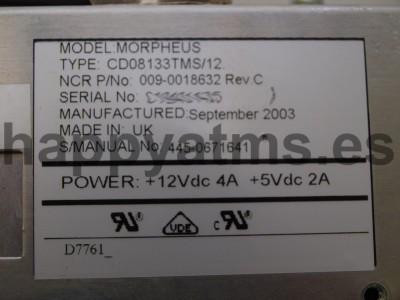 MODEL: MORPHEUS
TYPE: CD08133TMS/12
NCR P/No: 009-0018632 Rev.C
SERIAL No:
MANUFACTURED: September 2003
MADE IN: UK
S/MANUAL No: 445-0671641
happyatms.es
POWER: +12Vdc 4A +5Vdc 2A
UDE
c
D7761_